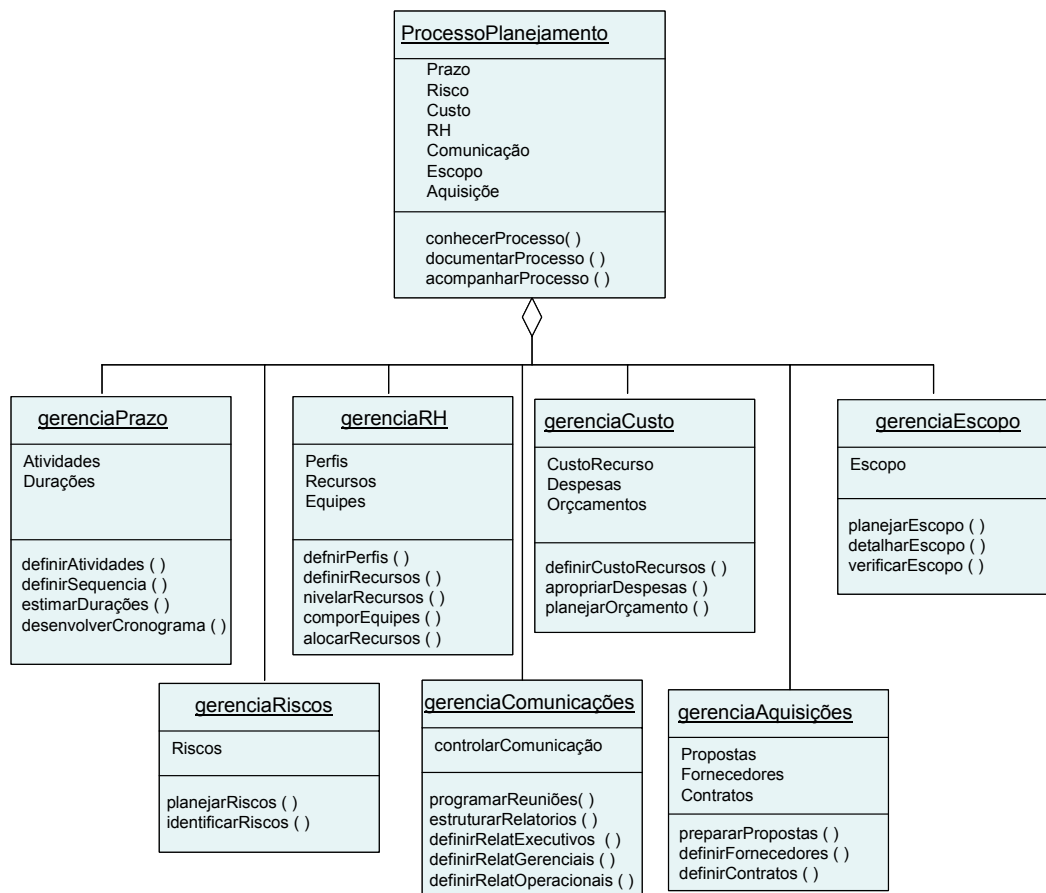 ProcessoPlanejamento
Prazo
Risco
Custo
RH
Comunicação
Escopo
Aquisiçõe
conhecerProcesso( )
documentarProcesso ( )
acompanharProcesso ( )
gerenciaPrazo
Atividades
Durações
definirAtividades ( )
definirSequencia ( )
estimarDurações ( )
desenvolverCronograma ( )
gerenciaRH
Perfis
Recursos
Equipes
defnirPerfis ( )
definirRecursos ( )
nivelarRecursos ( )
comporEquipes ( )
alocarRecursos ( )
gerenciaCusto
CustoRecurso
Despesas
Orçcamentos
definirCustoRecursos ( )
apropriarDespesas ( )
planejarOrçamento ( )
gerenciaEscopo
Escopo
planejarEscopo ( )
detalharEscopo ( )
verificarEscopo ( )
gerenciaRiscos
Riscos
planejarRiscos ( )
identificarRiscos ( )
gerenciaComunicações
controlarComunicação
programarReuniões( )
estruturarRelatorios ( )
definirRelatExecutivos ( )
definirRelatGerenciais ( )
definirRelatOperacionais ( )
gerenciaAquisições
Propostas
Fornecedores
Contratos
prepararPropostas ( )
definirFornecedores ( )
definirContratos ( )